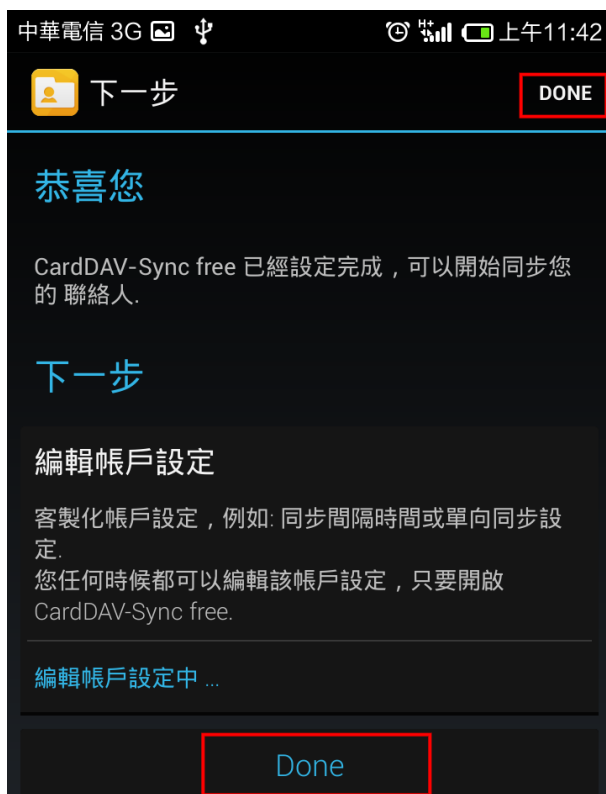 中華電信 3G 上午11:42
下一步 DONE
恭喜您
CardDAV-Sync free 已經設定完成，可以開始同步您
的 聯絡人.
下一步
編輯帳戶設定
客製化帳戶設定，例如: 同步間隔時間或單向同步設
定.
您任何時候都可以編輯該帳戶設定，只要開啟
CardDAV-Sync free.
編輯帳戶設定中 ...
Done